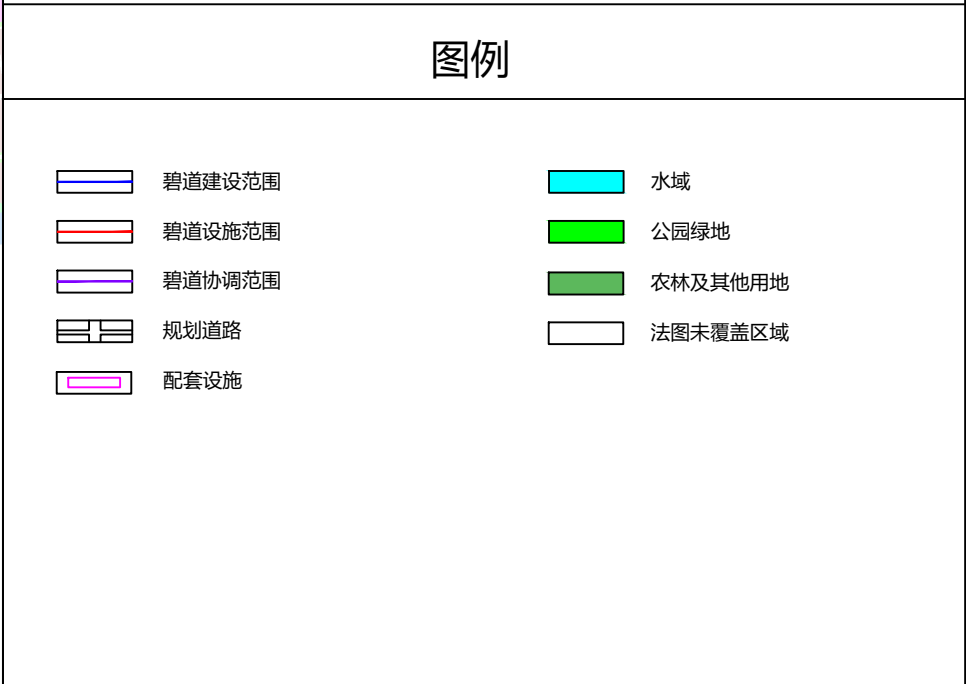 图例
碧道建设范围
碧道设施范围
碧道协调范围
规划道路
配套设施
水域
公园绿地
农林及其他用地
法图未覆盖区域